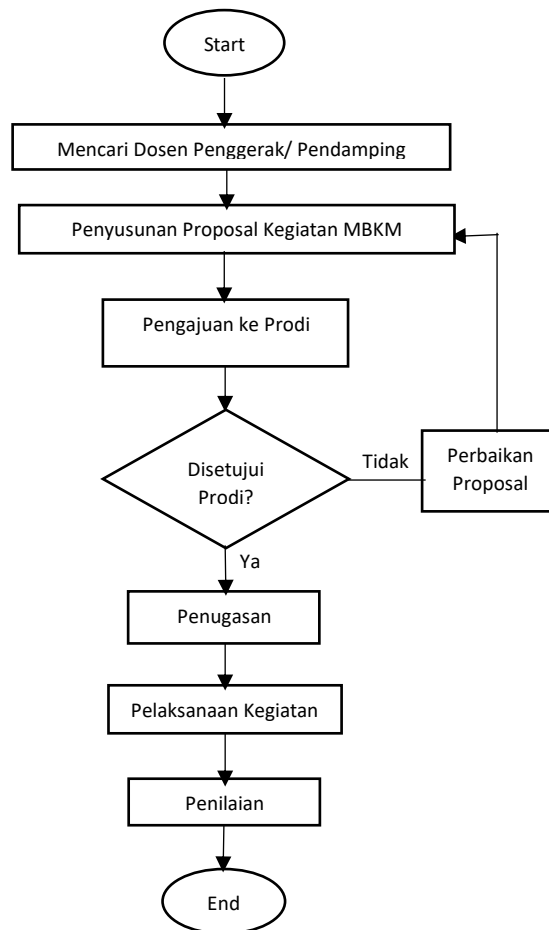 Start
Mencari Dosen Penggerak/ Pendamping
Penyusunan Proposal Kegiatan MBKM
Pengajuan ke Prodi
Disetujui
Prodi?
Tidak
Perbaikan
Proposal
Ya
Penugasan
Pelaksanaan Kegiatan
Penilaian
End